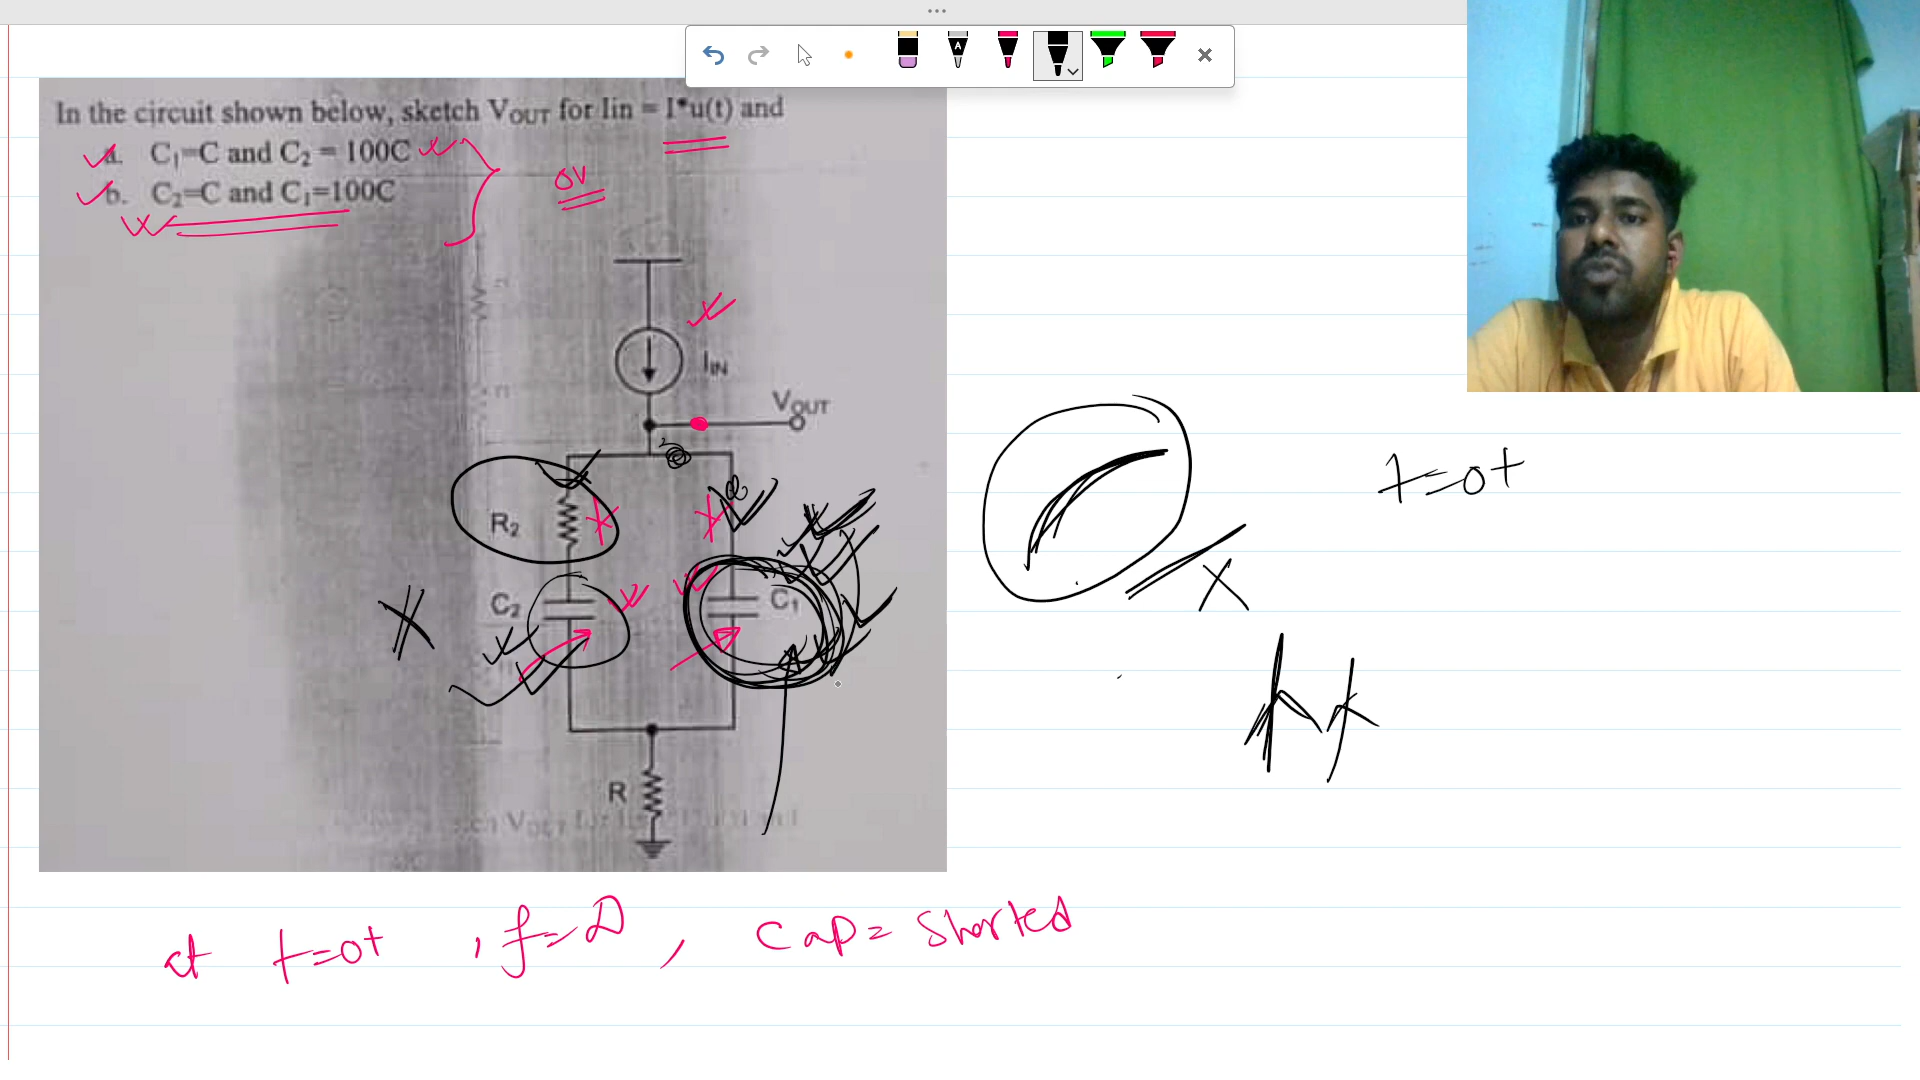 In the circuit shown below, sketch VOUT for Iin = I*u(t) and
a. C1=C and C2 = 100C
b. C2=C and C1=100C
0V
IIN
VOUT
R2
C2
C1
R
t=0+
at t=0+ , f=∞ , Cap= Shorted